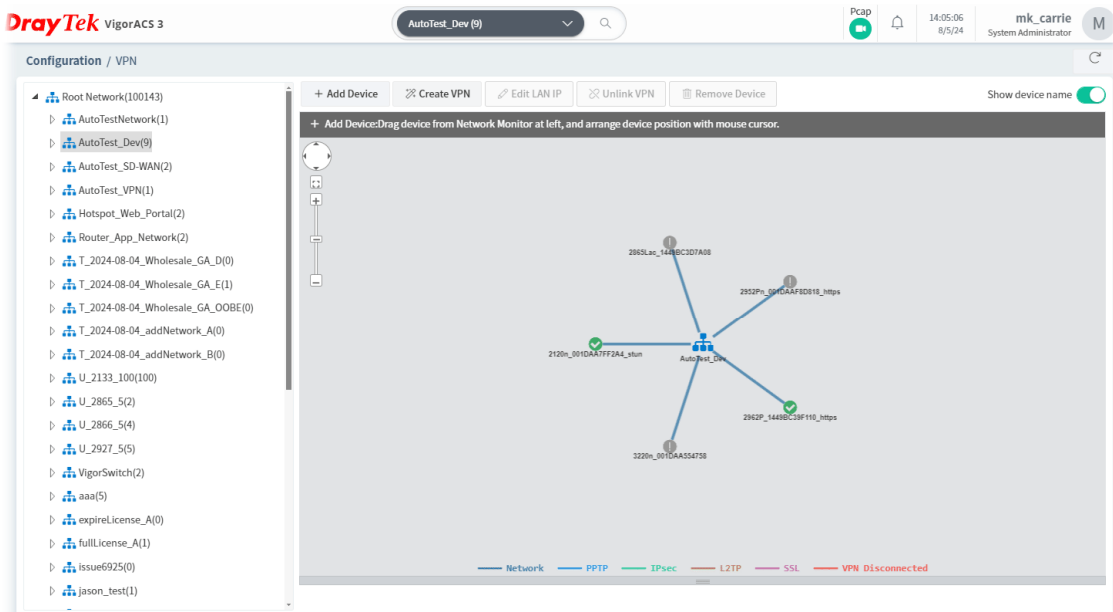 DrayTek VigorACS 3
AutoTest_Dev (9)
Pcap
14:05:06
8/5/24
mk_carrie
System Administrator
M
Configuration / VPN
Root Network(100143)
AutoTestNetwork(1)
AutoTest_Dev(9)
AutoTest_SD-WAN(2)
AutoTest_VPN(1)
Hotspot_Web_Portal(2)
Router_App_Network(2)
T_2024-08-04_Wholesale_GA_D(0)
T_2024-08-04_Wholesale_GA_E(1)
T_2024-08-04_Wholesale_GA_OOBE(0)
T_2024-08-04_addNetwork_A(0)
T_2024-08-04_addNetwork_B(0)
U_2133_100(100)
U_2865_5(2)
U_2866_5(4)
U_2927_5(5)
VigorSwitch(2)
aaa(5)
expireLicense_A(0)
fullLicense_A(1)
issue6925(0)
jason_test(1)
+ Add Device Create VPN Edit LAN IP Unlink VPN Remove Device Show device name
+ Add Device:Drag device from Network Monitor at left, and arrange device position with mouse cursor.
2865Lac_1449BC3D7A08
2952Pn_001DAAF8D818_https
2120n_001DAA7FF2A4_stun
AutoTest_Dev
2962P_1449BC39F110_https
3220n_001DAA554758
Network PPTP IPsec L2TP SSL VPN Disconnected